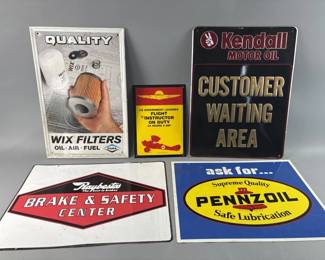 QUALITY
WIX FILTERS
OIL · AIR · FUEL
FLIGHT
INSTRUCTOR
ON DUTY
Kendall
MOTOR OIL
CUSTOMER
WAITING
AREA
Raybestos
BRAKE & SAFETY
CENTER
ask for...
Supreme Quality
PENNZOIL
Safe Lubrication